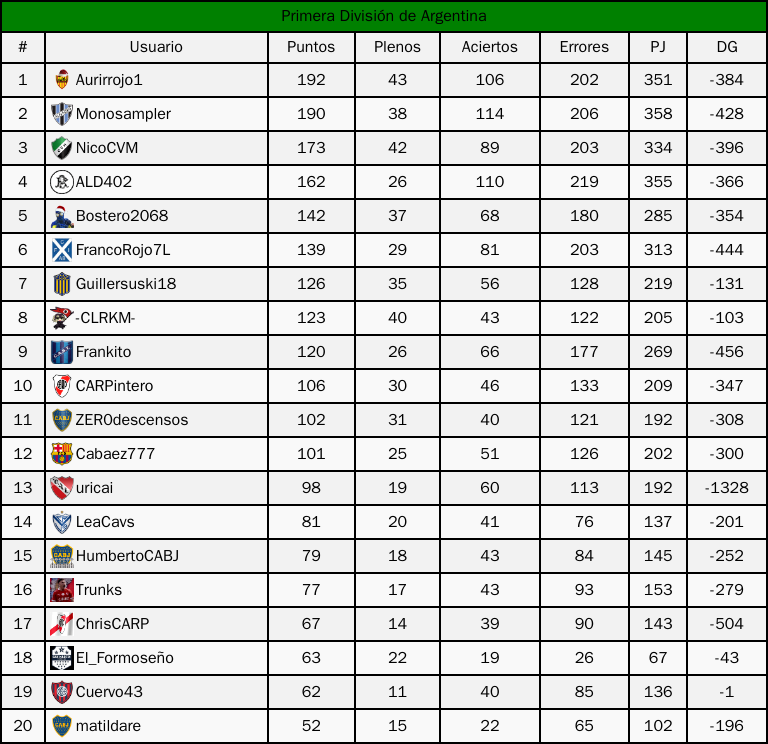 Primera División de Argentina
# Usuario Puntos Plenos Aciertos Errores PJ DG
1 Aurirrojo1 192 43 106 202 351 -384
2 Monosampler 190 38 114 206 358 -428
3 NicoCVM 173 42 89 203 334 -396
4 ALD402 162 26 110 219 355 -366
5 Bostero2068 142 37 68 180 285 -354
6 FrancoRojo7L 139 29 81 203 313 -444
7 Guillersuski18 126 35 56 128 219 -131
8 -CLRKM- 123 40 43 122 205 -103
9 Frankito 120 26 66 177 269 -456
10 CARPintero 106 30 46 133 209 -347
11 ZER0descensos 102 31 40 121 192 -308
12 Cabaez777 101 25 51 126 202 -300
13 uricai 98 19 60 113 192 -1328
14 LeaCavs 81 20 41 76 137 -201
15 HumbertoCABJ 79 18 43 84 145 -252
16 Trunks 77 17 43 93 153 -279
17 ChrisCARP 67 14 39 90 143 -504
18 El_Formoseño 63 22 19 26 67 -43
19 Cuervo43 62 11 40 85 136 -1
20 matildare 52 15 22 65 102 -196